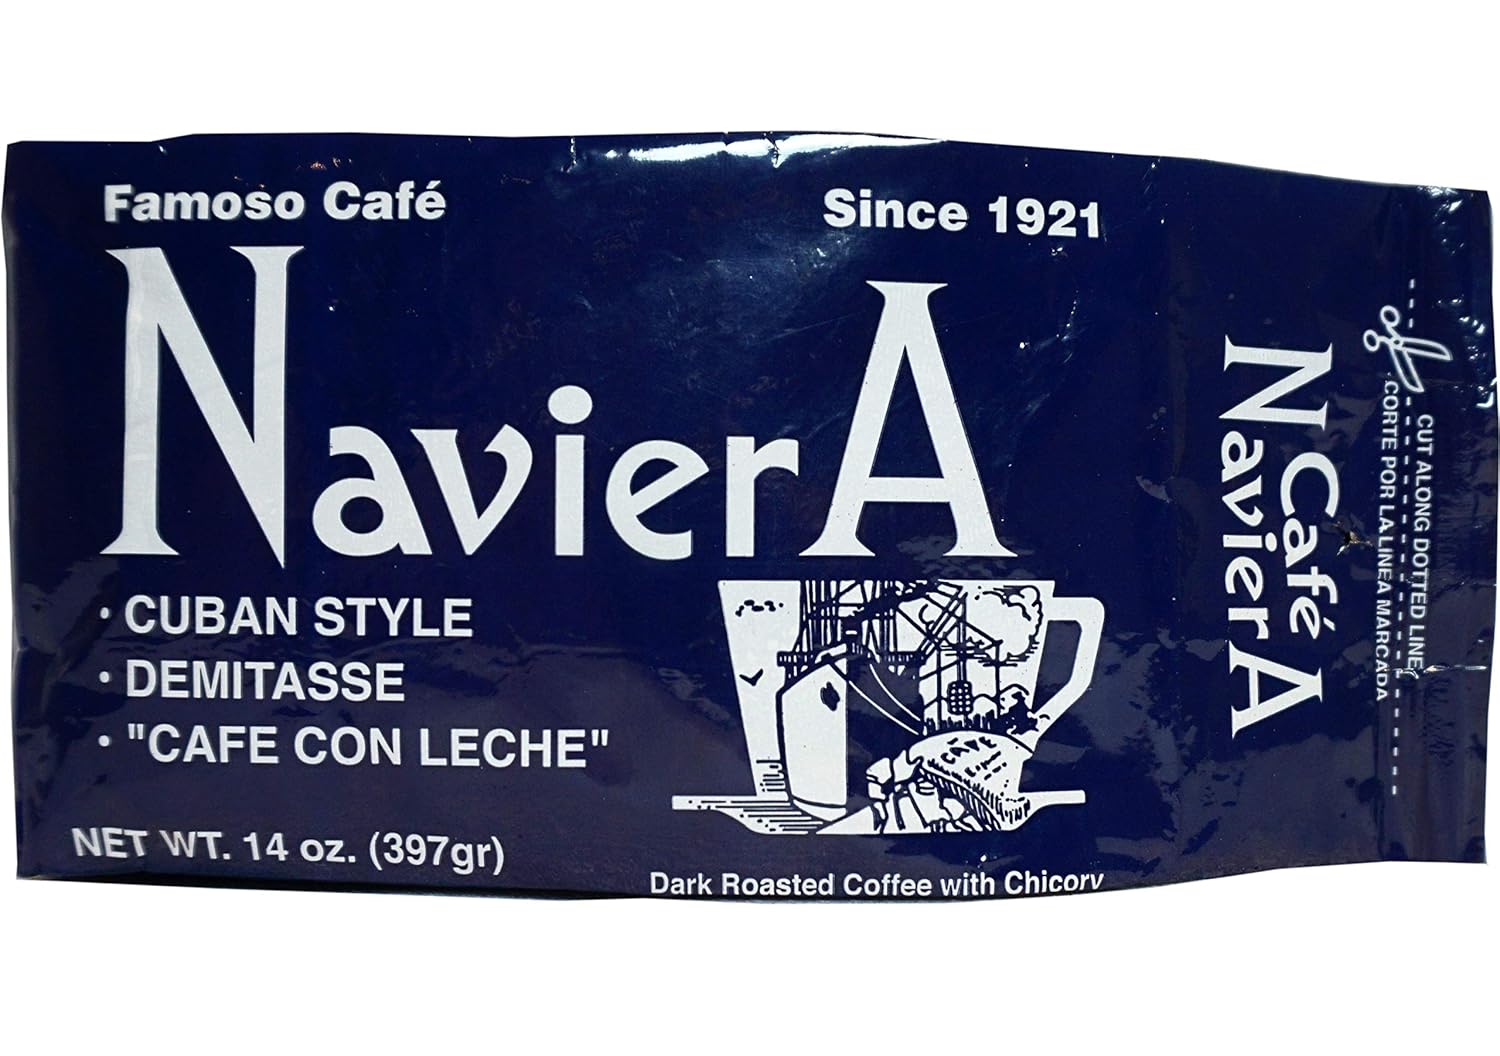 Famoso Café
Since 1921
NavierA
• CUBAN STYLE
• DEMITASSE
• "CAFE CON LECHE"
NET WT. 14 oz. (397gr)
CAFE
Dark Roasted Coffee with Chicory
Café
NavierA
CUT ALONG DOTTED LINE
CORTE POR LA LINEA MARCADA